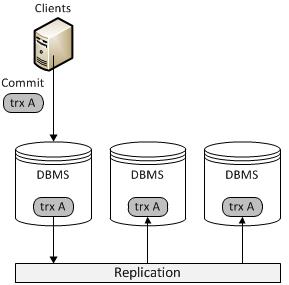 Clients
Commit
trx A
DBMS
DBMS
DBMS
trx A
trx A
trx A
Replication